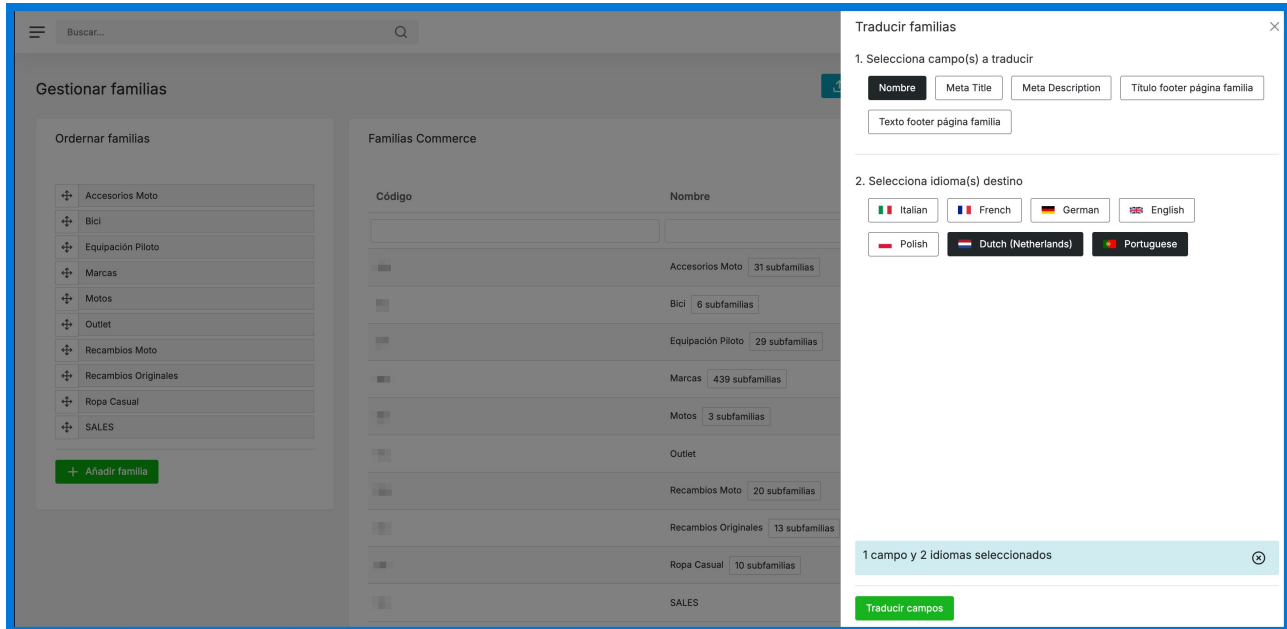 Buscar...
Gestionar familias
Ordernar familias
Accesorios Moto
Bici
Equipación Piloto
Marcas
Motos
Outlet
Recambios Moto
Recambios Originales
Ropa Casual
SALES
+ Añadir familia
Familias Commerce
Código Nombre
Accesorios Moto 31 subfamilias
Bici 6 subfamilias
Equipación Piloto 29 subfamilias
Marcas 439 subfamilias
Motos 3 subfamilias
Outlet
Recambios Moto 20 subfamilias
Recambios Originales 13 subfamilias
Ropa Casual 10 subfamilias
SALES
Traducir familias
1. Selecciona campo(s) a traducir
Nombre Meta Title Meta Description Título footer página familia
Texto footer página familia
2. Selecciona idioma(s) destino
Italian French German English
Polish Dutch (Netherlands) Portuguese
1 campo y 2 idiomas seleccionados
Traducir campos